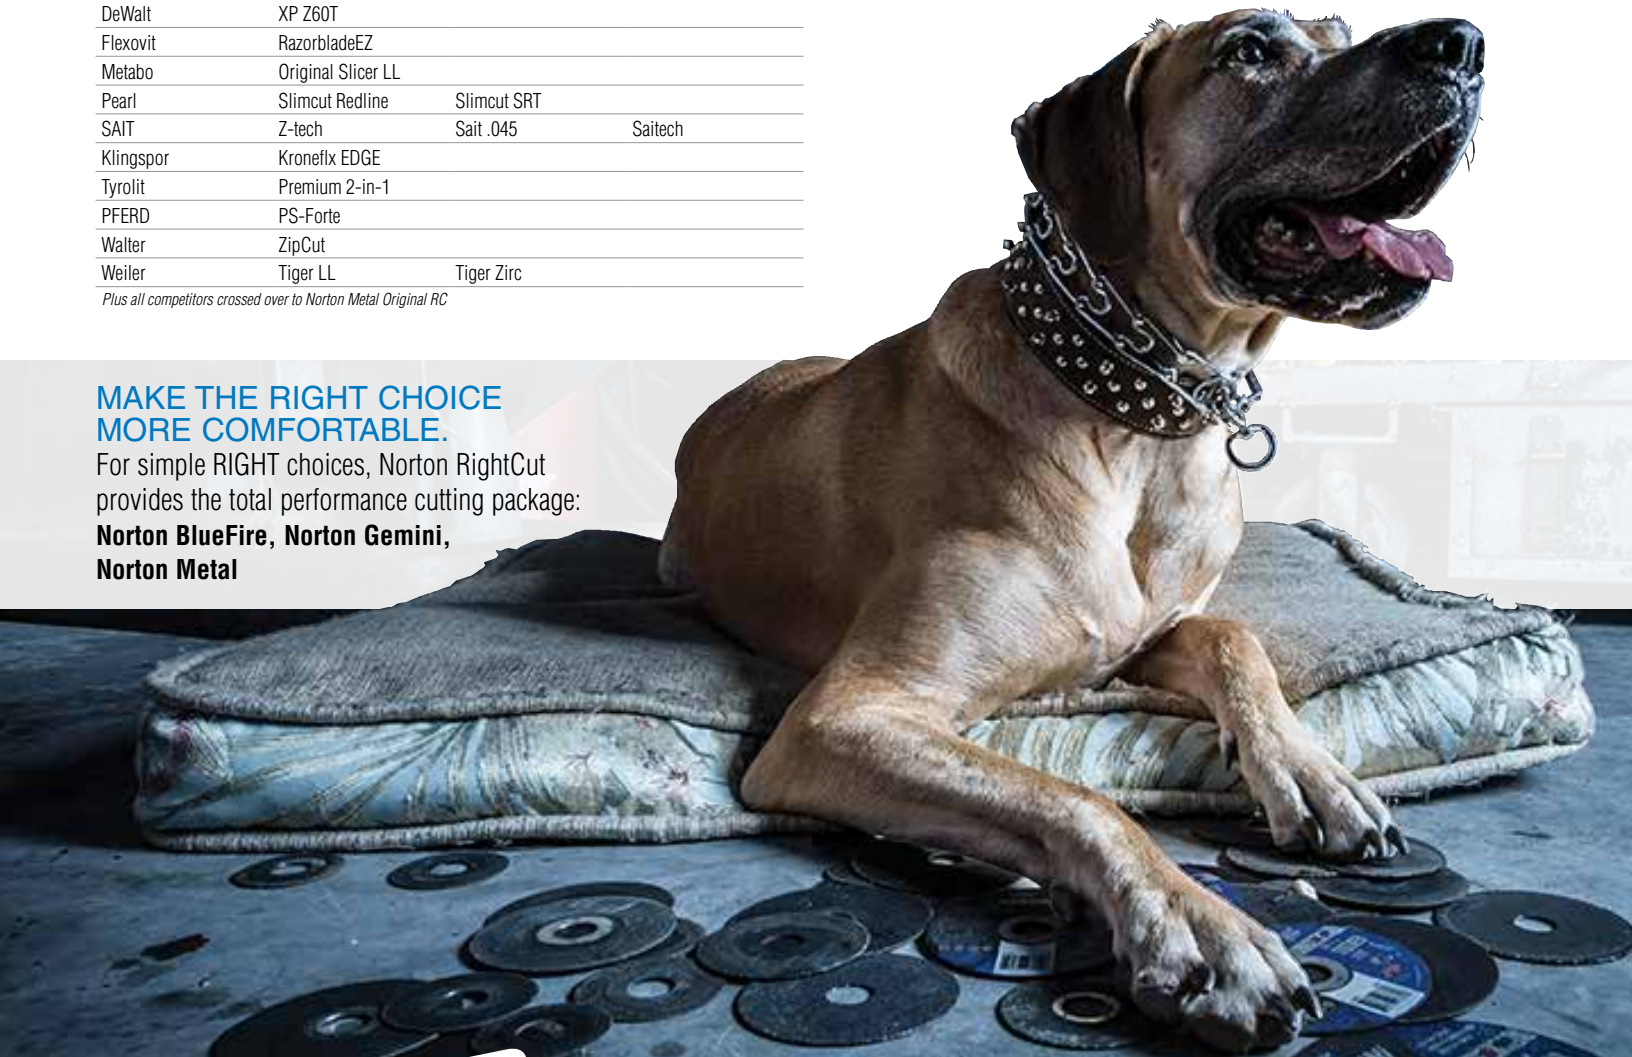 DeWalt XP Z60T
Flexovit RazorbladeEZ
Metabo Original Slicer LL
Pearl Slimcut Redline Slimcut SRT
SAIT Z-tech Sait .045 Saitech
Klingspor Kroneflx EDGE
Tyrolit Premium 2-in-1
PFERD PS-Forte
Walter ZipCut
Weiler Tiger LL Tiger Zirc
Plus all competitors crossed over to Norton Metal Original RC
MAKE THE RIGHT CHOICE
MORE COMFORTABLE.
For simple RIGHT choices, Norton RightCut
provides the total performance cutting package:
Norton BlueFire, Norton Gemini,
Norton Metal